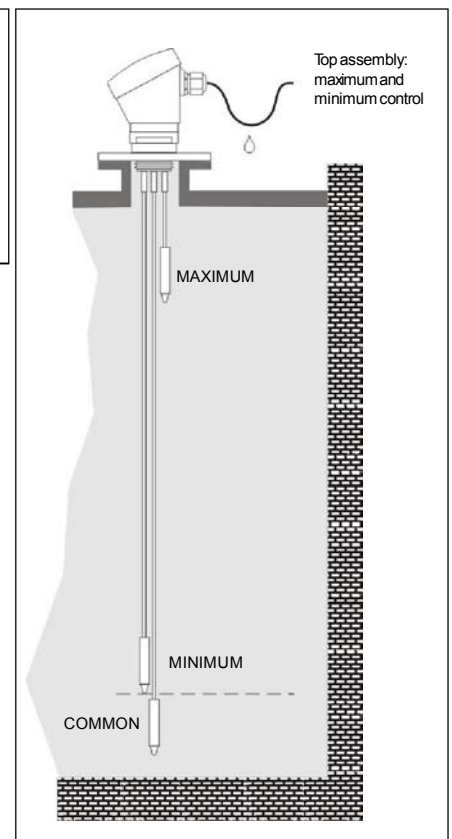 Top assembly:
maximum and
minimum control
MAXIMUM
MINIMUM
COMMON